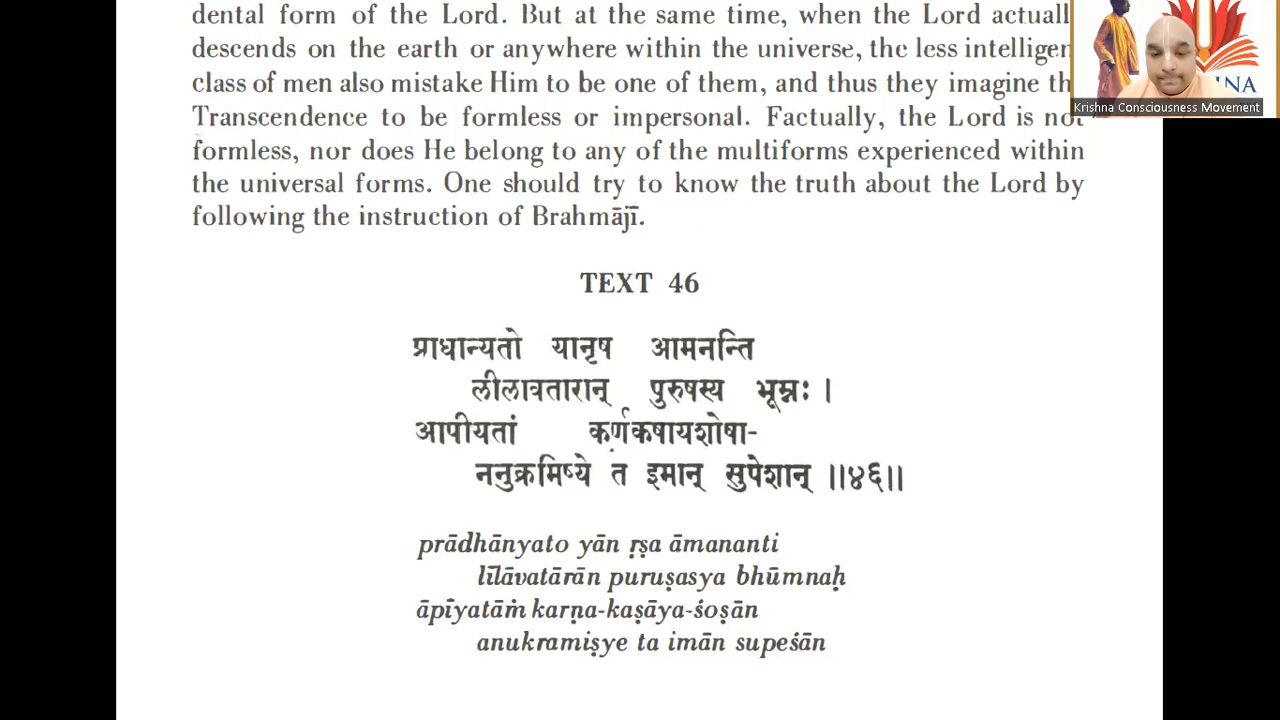 dental form of the Lord. But at the same time, when the Lord actuall
descends on the earth or anywhere within the universe, the less intelligen
class of men also mistake Him to be one of them, and thus they imagine th
Transcendence to be formless or impersonal. Factually, the Lord is not
formless, nor does He belong to any of the multiforms experienced within
the universal forms. One should try to know the truth about the Lord by
following the instruction of Brahmājī.
TEXT 46
प्राधान्यतो यानृष आमनन्ति
लीलावतारान् पुरुषस्य भूम्नः ।
आपीयतां कर्णकषायशोषा-
ननुक्रमिष्ये त इमान् सुपेशान् ॥४६॥
prādhānyato yān ṛṣa āmananti
līlāvatārān puruṣasya bhūmnaḥ
āpīyatāṁ karṇa-kaṣāya-śoṣān
anukramiṣye ta imān supeśān
NA
Krishna Consciousness Movement